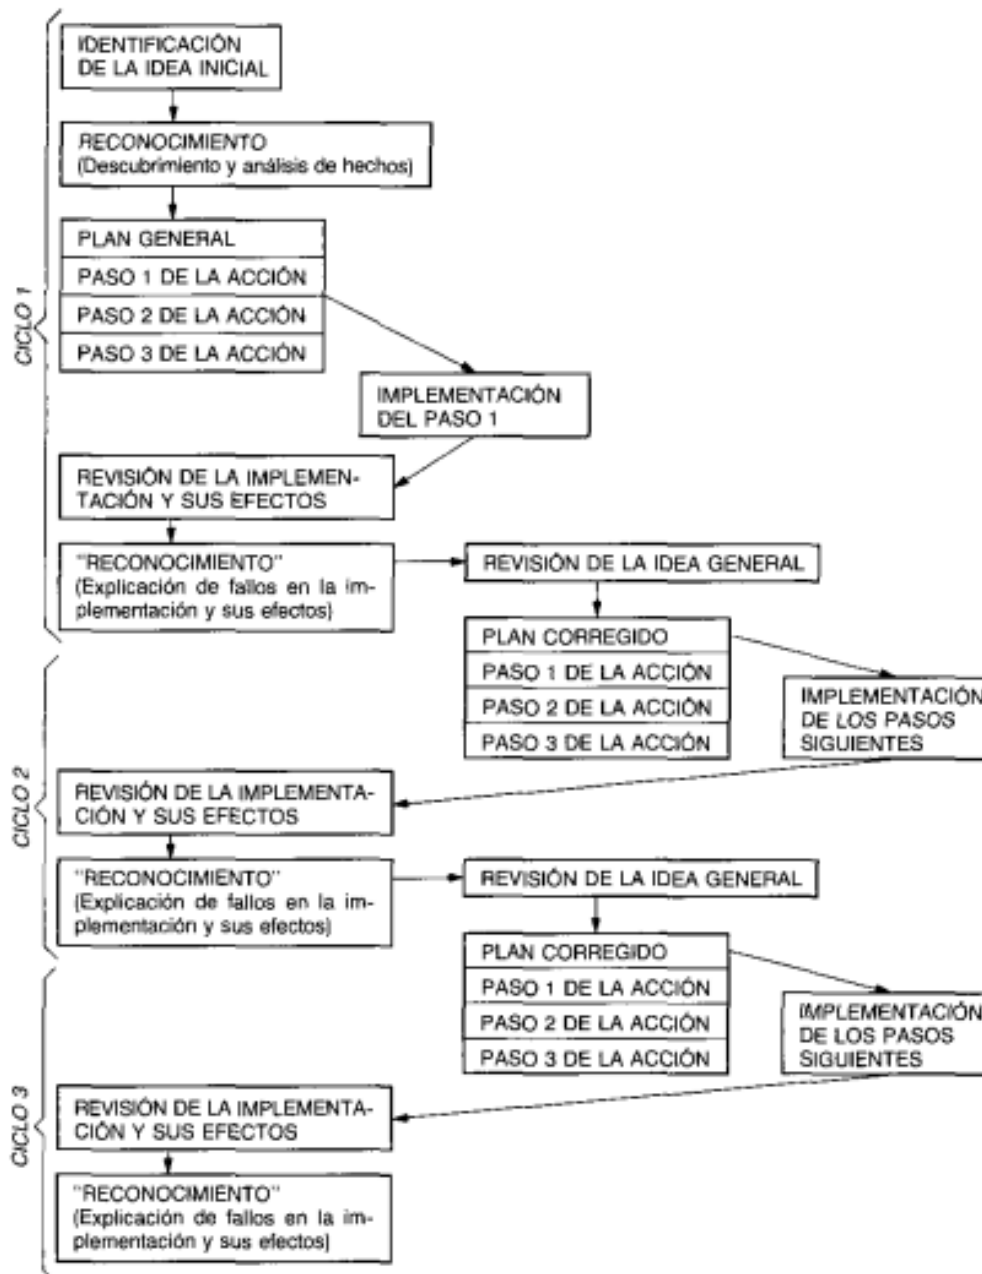 IDENTIFICACIÓN
DE LA IDEA INICIAL
RECONOCIMIENTO
(Descubrimiento y análisis de hechos)
PLAN GENERAL
PASO 1 DE LA ACCIÓN
PASO 2 DE LA ACCIÓN
PASO 3 DE LA ACCIÓN
CICLO 1
IMPLEMENTACIÓN
DEL PASO 1
REVISIÓN DE LA IMPLEMEN-
TACIÓN Y SUS EFECTOS
"RECONOCIMIENTO"
(Explicación de fallos en la im-
plementación y sus efectos)
REVISIÓN DE LA IDEA GENERAL
PLAN CORREGIDO
PASO 1 DE LA ACCIÓN
PASO 2 DE LA ACCIÓN
PASO 3 DE LA ACCIÓN
IMPLEMENTACIÓN
DE LOS PASOS
SIGUIENTES
CICLO 2
REVISIÓN DE LA IMPLEMENTA-
CIÓN Y SUS EFECTOS
"RECONOCIMIENTO"
(Explicación de fallos en la im-
plementación y sus efectos)
REVISIÓN DE LA IDEA GENERAL
PLAN CORREGIDO
PASO 1 DE LA ACCIÓN
PASO 2 DE LA ACCIÓN
PASO 3 DE LA ACCIÓN
IMPLEMENTACIÓN
DE LOS PASOS
SIGUIENTES
CICLO 3
REVISIÓN DE LA IMPLEMENTA-
CIÓN Y SUS EFECTOS
"RECONOCIMIENTO"
(Explicación de fallos en la im-
plementación y sus efectos)